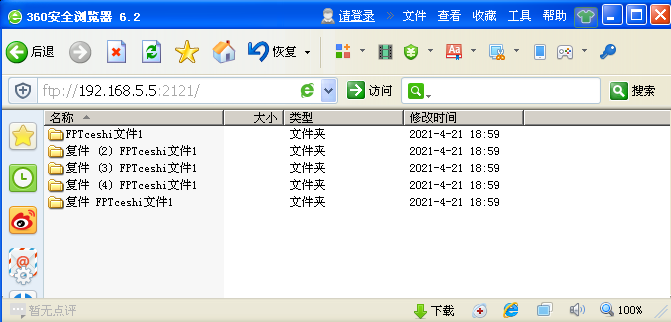 360安全浏览器 6.2
请登录 » 文件 查看 收藏 工具 帮助
后退 恢复
ftp://192.168.5.5:2121/ 访问 搜索
名称 大小 类型 修改时间
FPTceshi文件1 文件夹 2021-4-21 18:59
复件 (2) FPTceshi文件1 文件夹 2021-4-21 18:59
复件 (3) FPTceshi文件1 文件夹 2021-4-21 18:59
复件 (4) FPTceshi文件1 文件夹 2021-4-21 18:59
复件 FPTceshi文件1 文件夹 2021-4-21 18:59
暂无点评 下载 100%